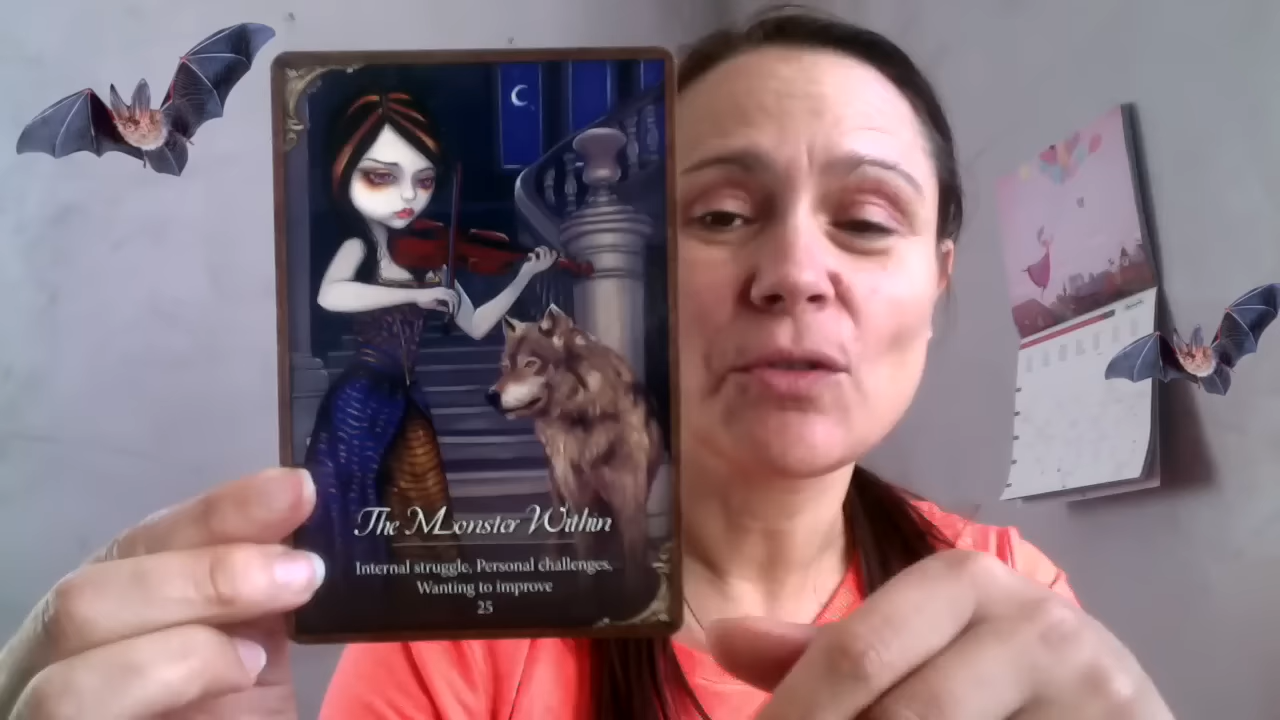 The Monster Within
Internal struggle, Personal challenges,
Wanting to improve
25